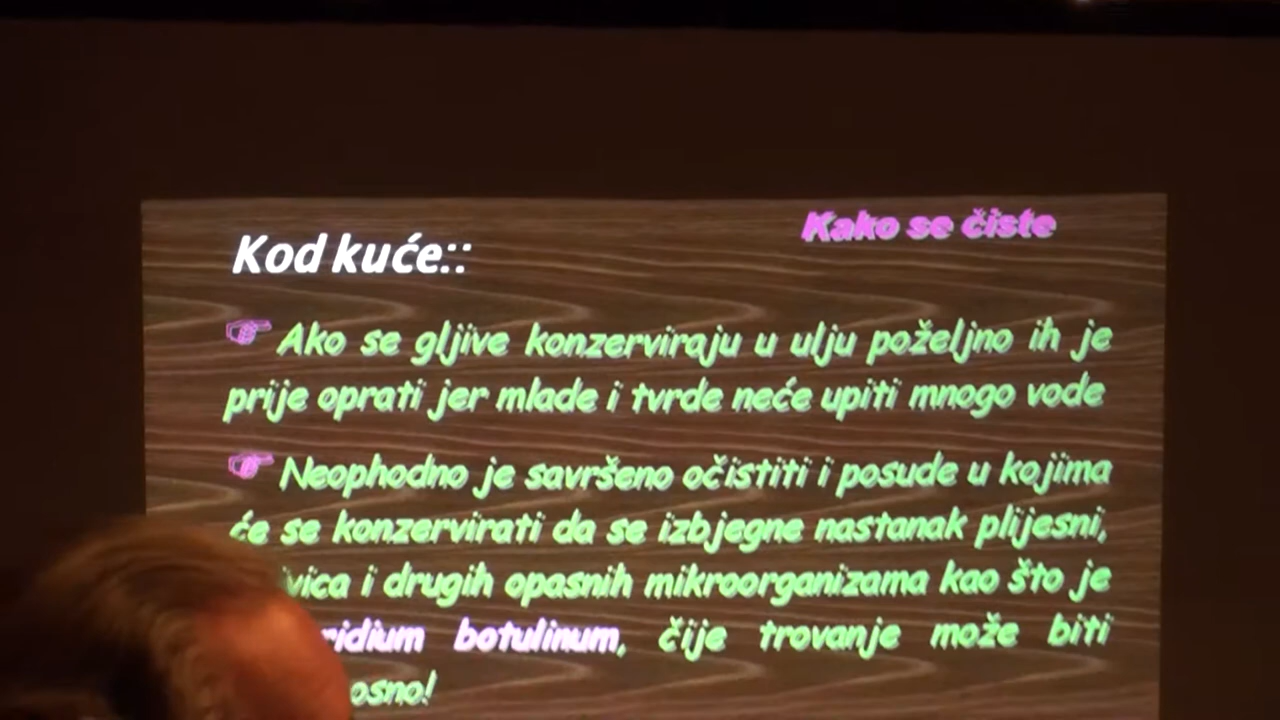 Kako se čiste
Kod kuće::
Ako se gljive konzerviraju u ulju poželjno ih je
prije oprati jer mlade i tvrde neće upiti mnogo vode
Neophodno je savršeno očistiti i posude u kojima
će se konzervirati da se izbjegne nastanak plijesni,
i drugih opasnih mikroorganizama kao što je
botulinum, čije trovanje može biti